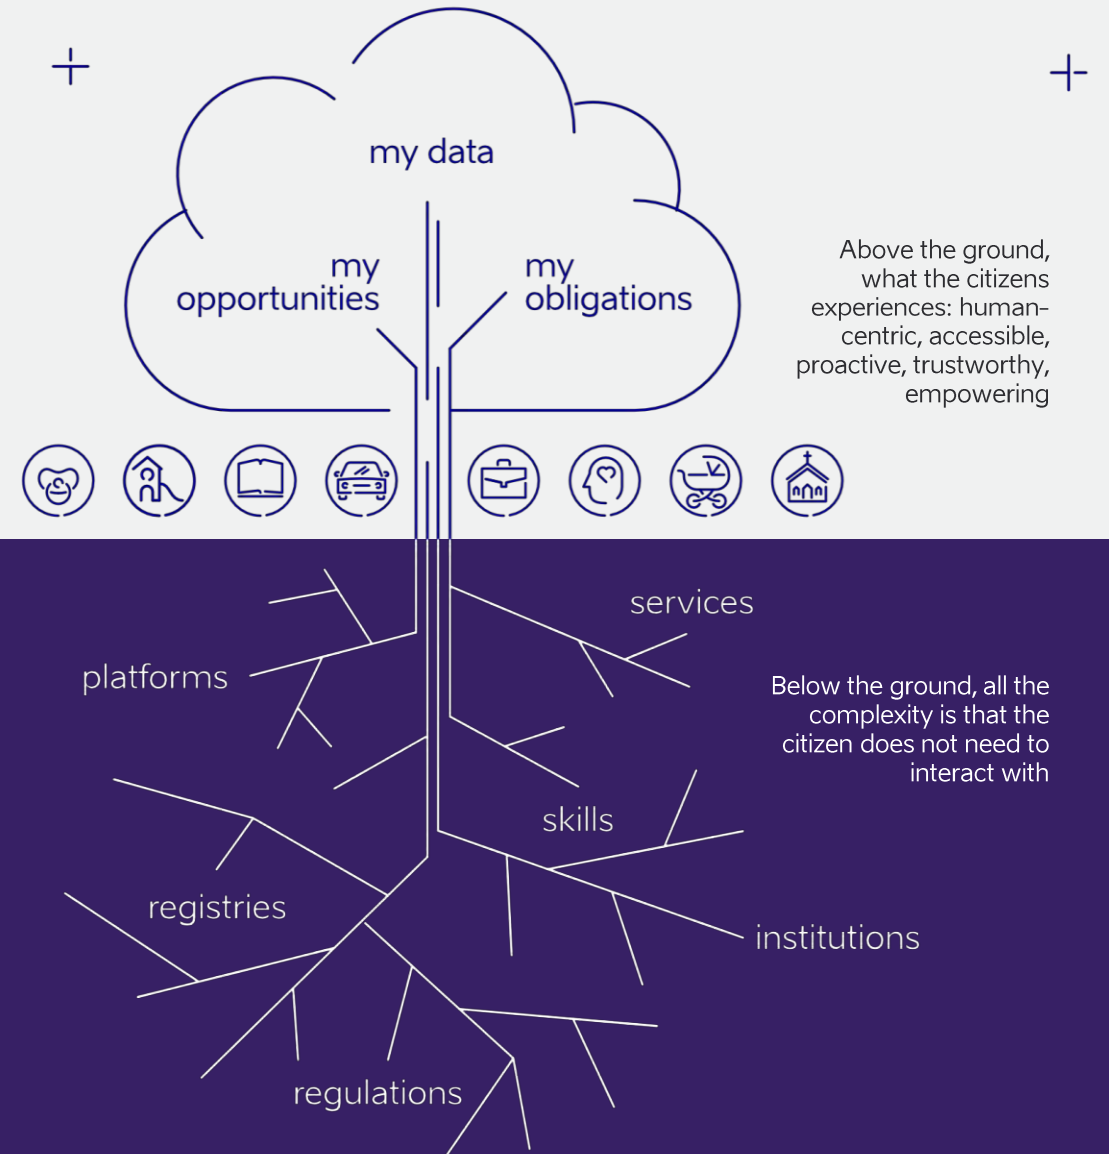 my data
my
opportunities
my
obligations
Above the ground,
what the citizens
experiences: human-
centric, accessible,
proactive, trustworthy,
empowering
services
platforms
Below the ground, all the
complexity is that the
citizen does not need to
interact with
skills
registries
institutions
regulations